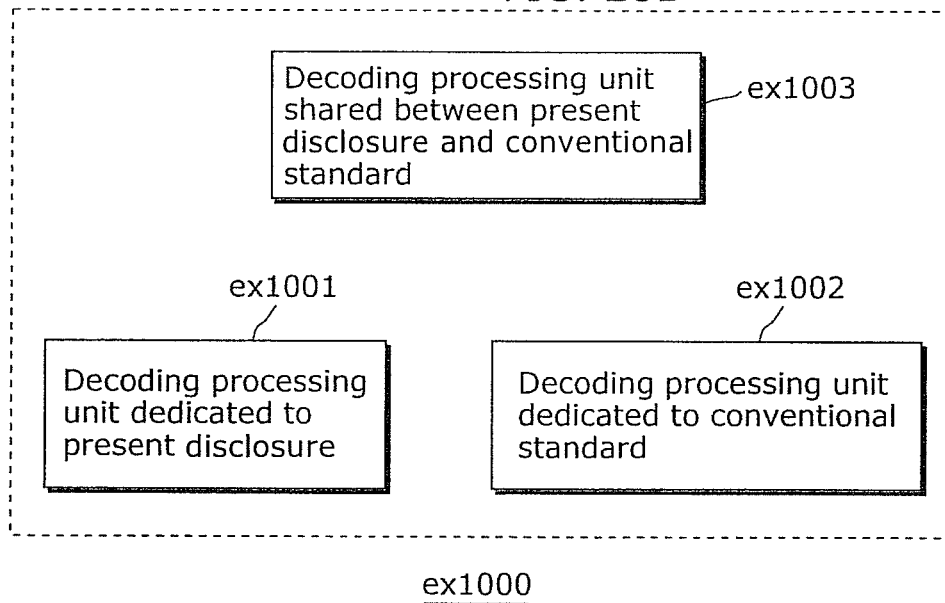 Decoding processing unit
shared between present
disclosure and conventional
standard
ex1003
ex1001
ex1002
Decoding processing
unit dedicated to
present disclosure
Decoding processing unit
dedicated to conventional
standard
ex1000